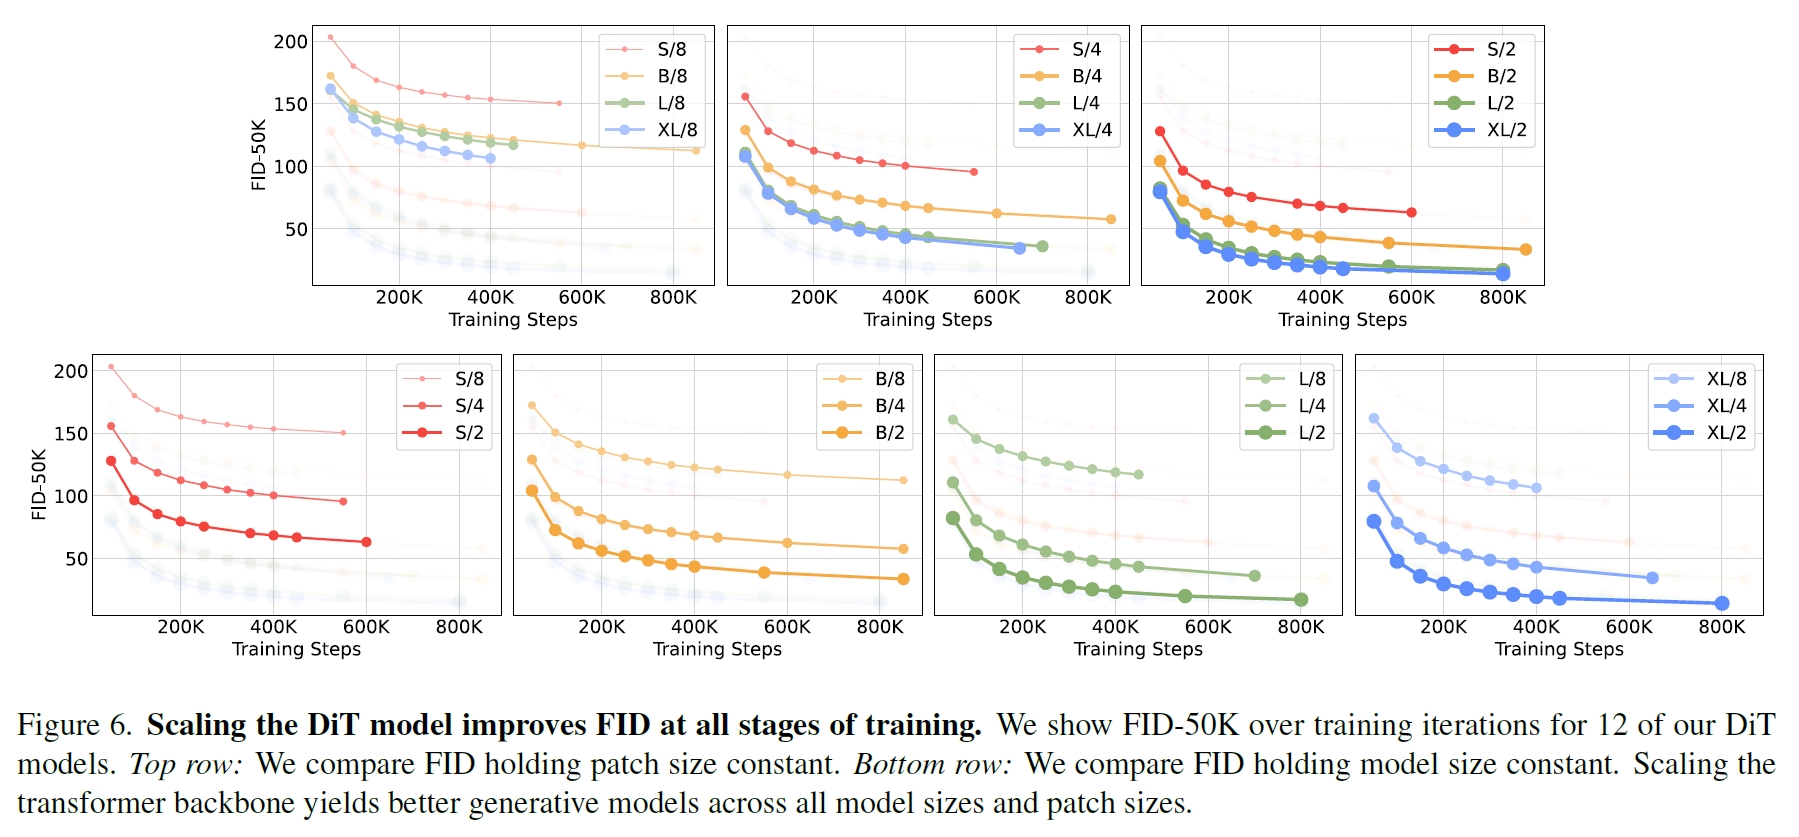 200
150
100
50
FID-50K
S/8
B/8
L/8
XL/8
200K 400K 600K 800K
Training Steps
S/4
B/4
L/4
XL/4
200K 400K 600K 800K
Training Steps
S/2
B/2
L/2
XL/2
200K 400K 600K 800K
Training Steps
200
150
100
50
FID-50K
S/8
S/4
S/2
200K 400K 600K 800K
Training Steps
B/8
B/4
B/2
200K 400K 600K 800K
Training Steps
L/8
L/4
L/2
200K 400K 600K 800K
Training Steps
XL/8
XL/4
XL/2
200K 400K 600K 800K
Training Steps
Figure 6. Scaling the DiT model improves FID at all stages of training. We show FID-50K over training iterations for 12 of our DiT
models. Top row: We compare FID holding patch size constant. Bottom row: We compare FID holding model size constant. Scaling the
transformer backbone yields better generative models across all model sizes and patch sizes.